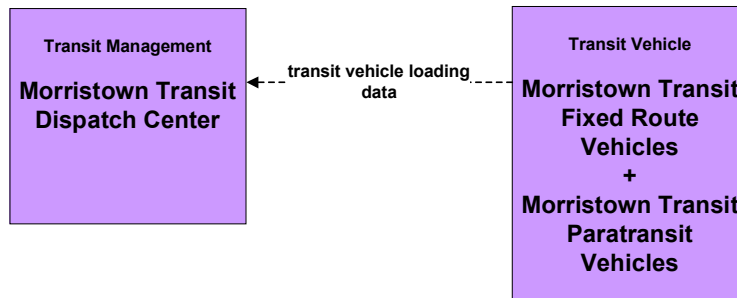 Transit Management
Morristown Transit
Dispatch Center
transit vehicle loading
data
Transit Vehicle
Morristown Transit
Fixed Route
Vehicles
+
Morristown Transit
Paratransit
Vehicles